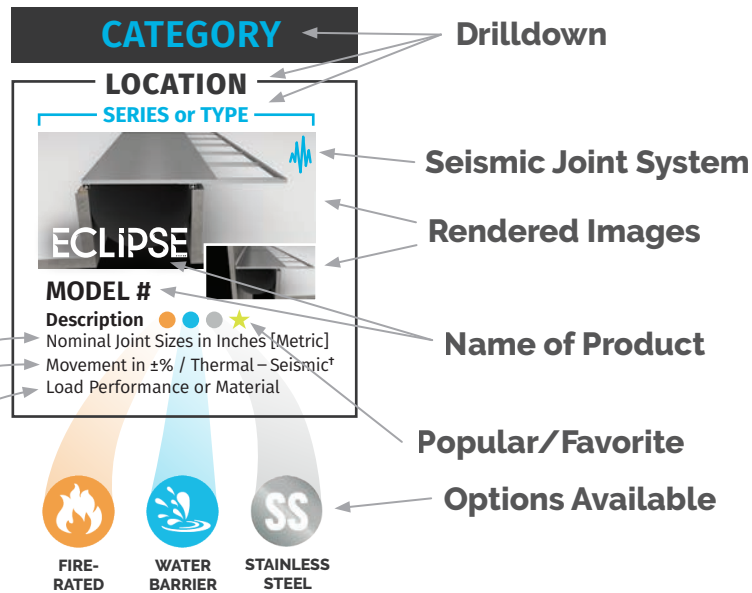 CATEGORY
Drilldown
LOCATION
SERIES or TYPE
Seismic Joint System
Rendered Images
ECLiPSE
MODEL #
Description
Nominal Joint Sizes in Inches [Metric]
Movement in ±% / Thermal – Seismic†
Load Performance or Material
Name of Product
Popular/Favorite
Options Available
SS
FIRE-
RATED
WATER
BARRIER
STAINLESS
STEEL